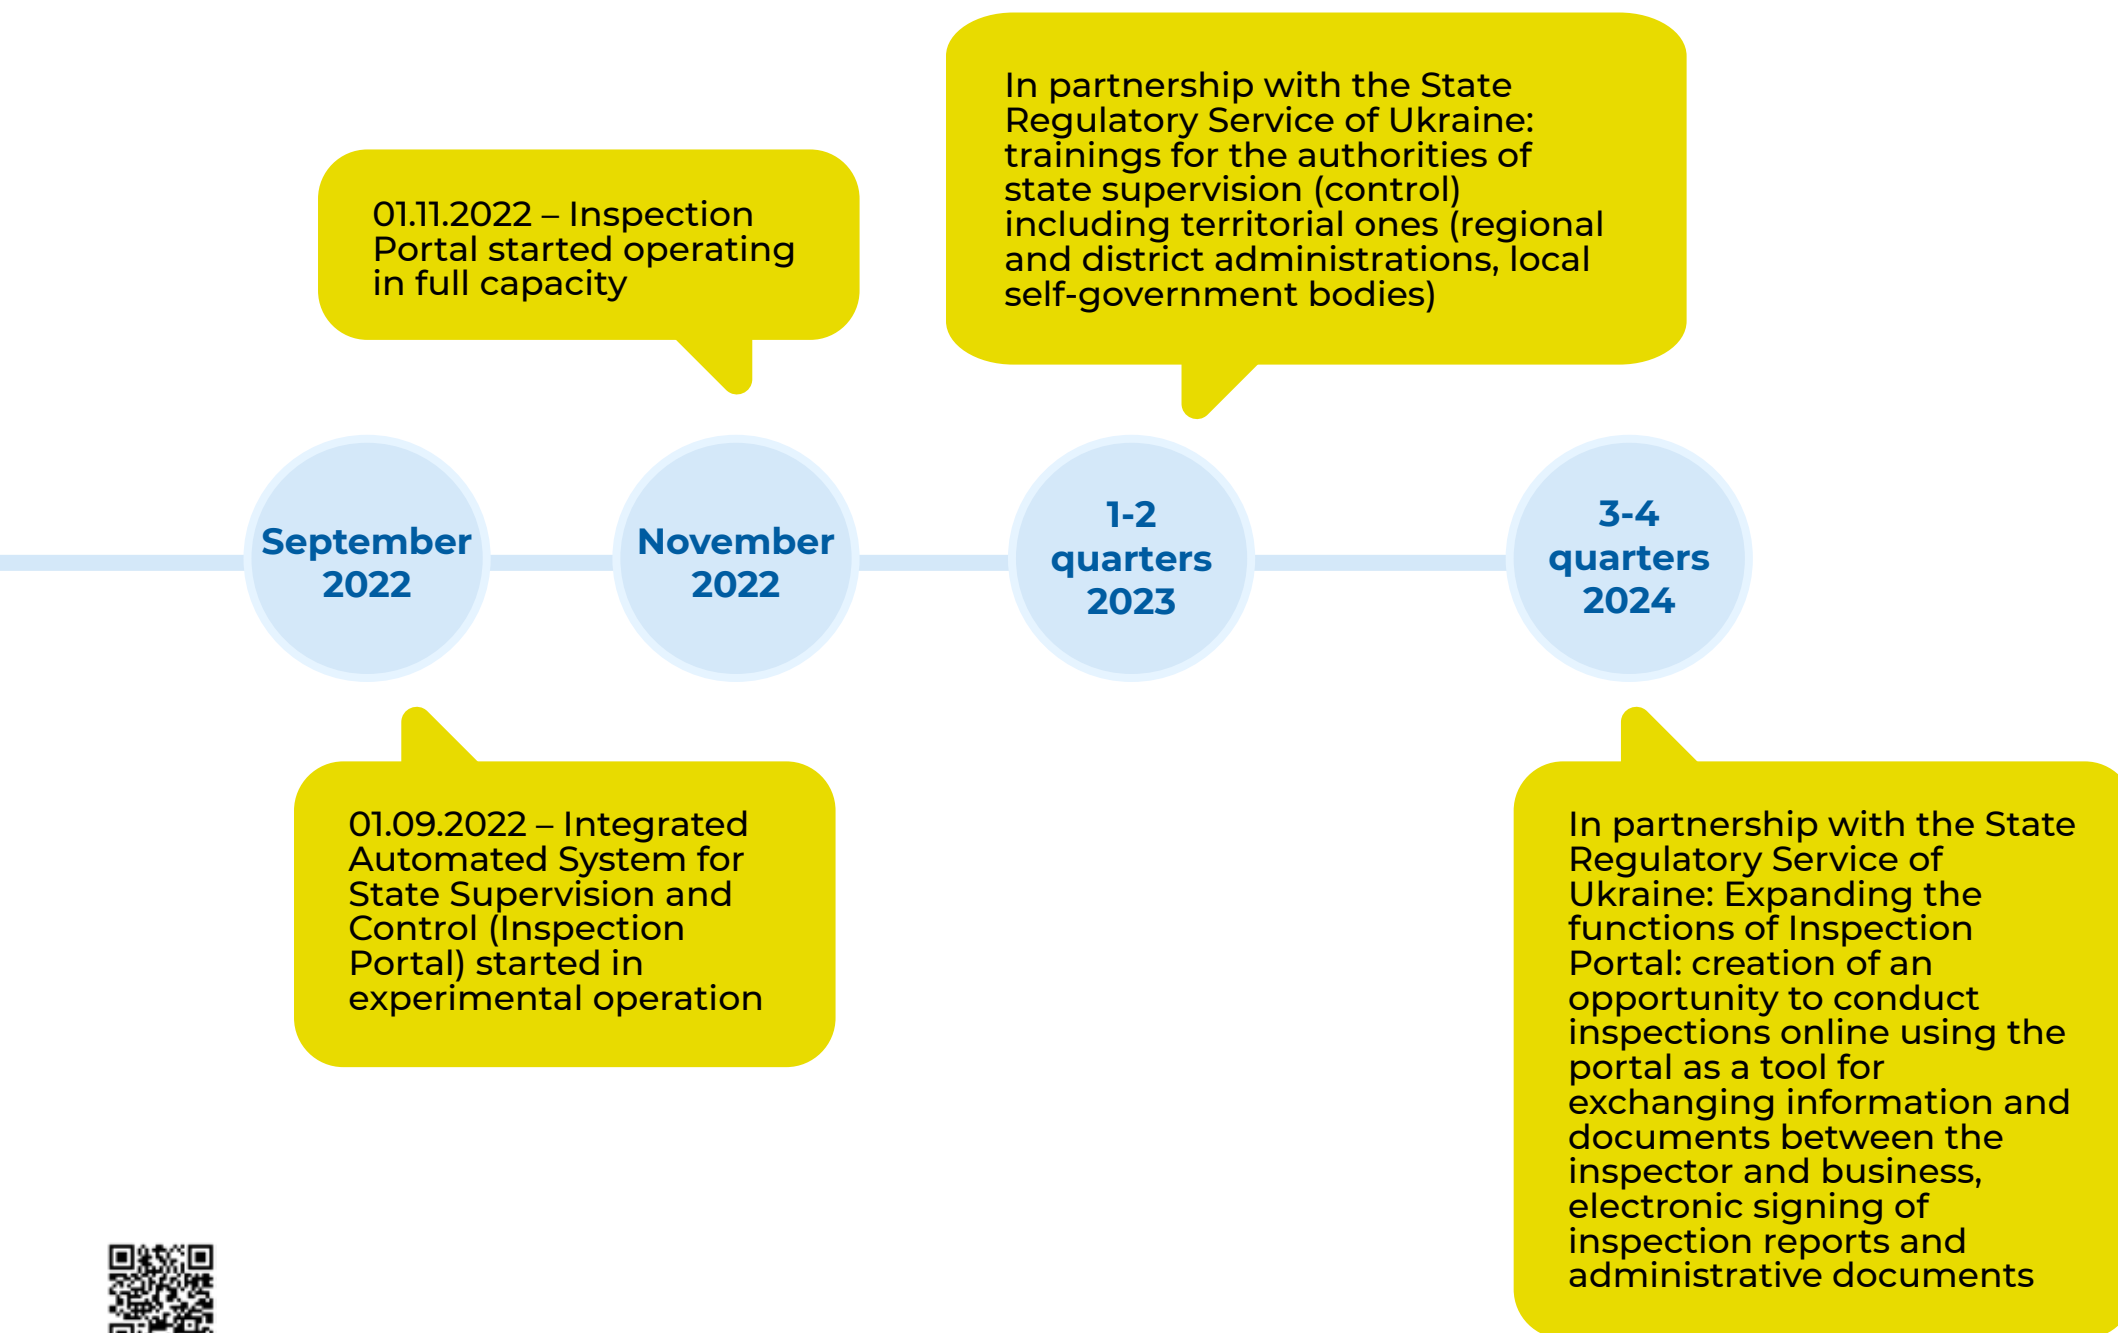 In partnership with the State
Regulatory Service of Ukraine:
trainings for the authorities of
state supervision (control)
including territorial ones (regional
and district administrations, local
self-government bodies)
01.11.2022 – Inspection
Portal started operating
in full capacity
September
2022
November
2022
1-2
quarters
2023
3-4
quarters
2024
01.09.2022 – Integrated
Automated System for
State Supervision and
Control (Inspection
Portal) started in
experimental operation
In partnership with the State
Regulatory Service of
Ukraine: Expanding the
functions of Inspection
Portal: creation of an
opportunity to conduct
inspections online using the
portal as a tool for
exchanging information and
documents between the
inspector and business,
electronic signing of
inspection reports and
administrative documents